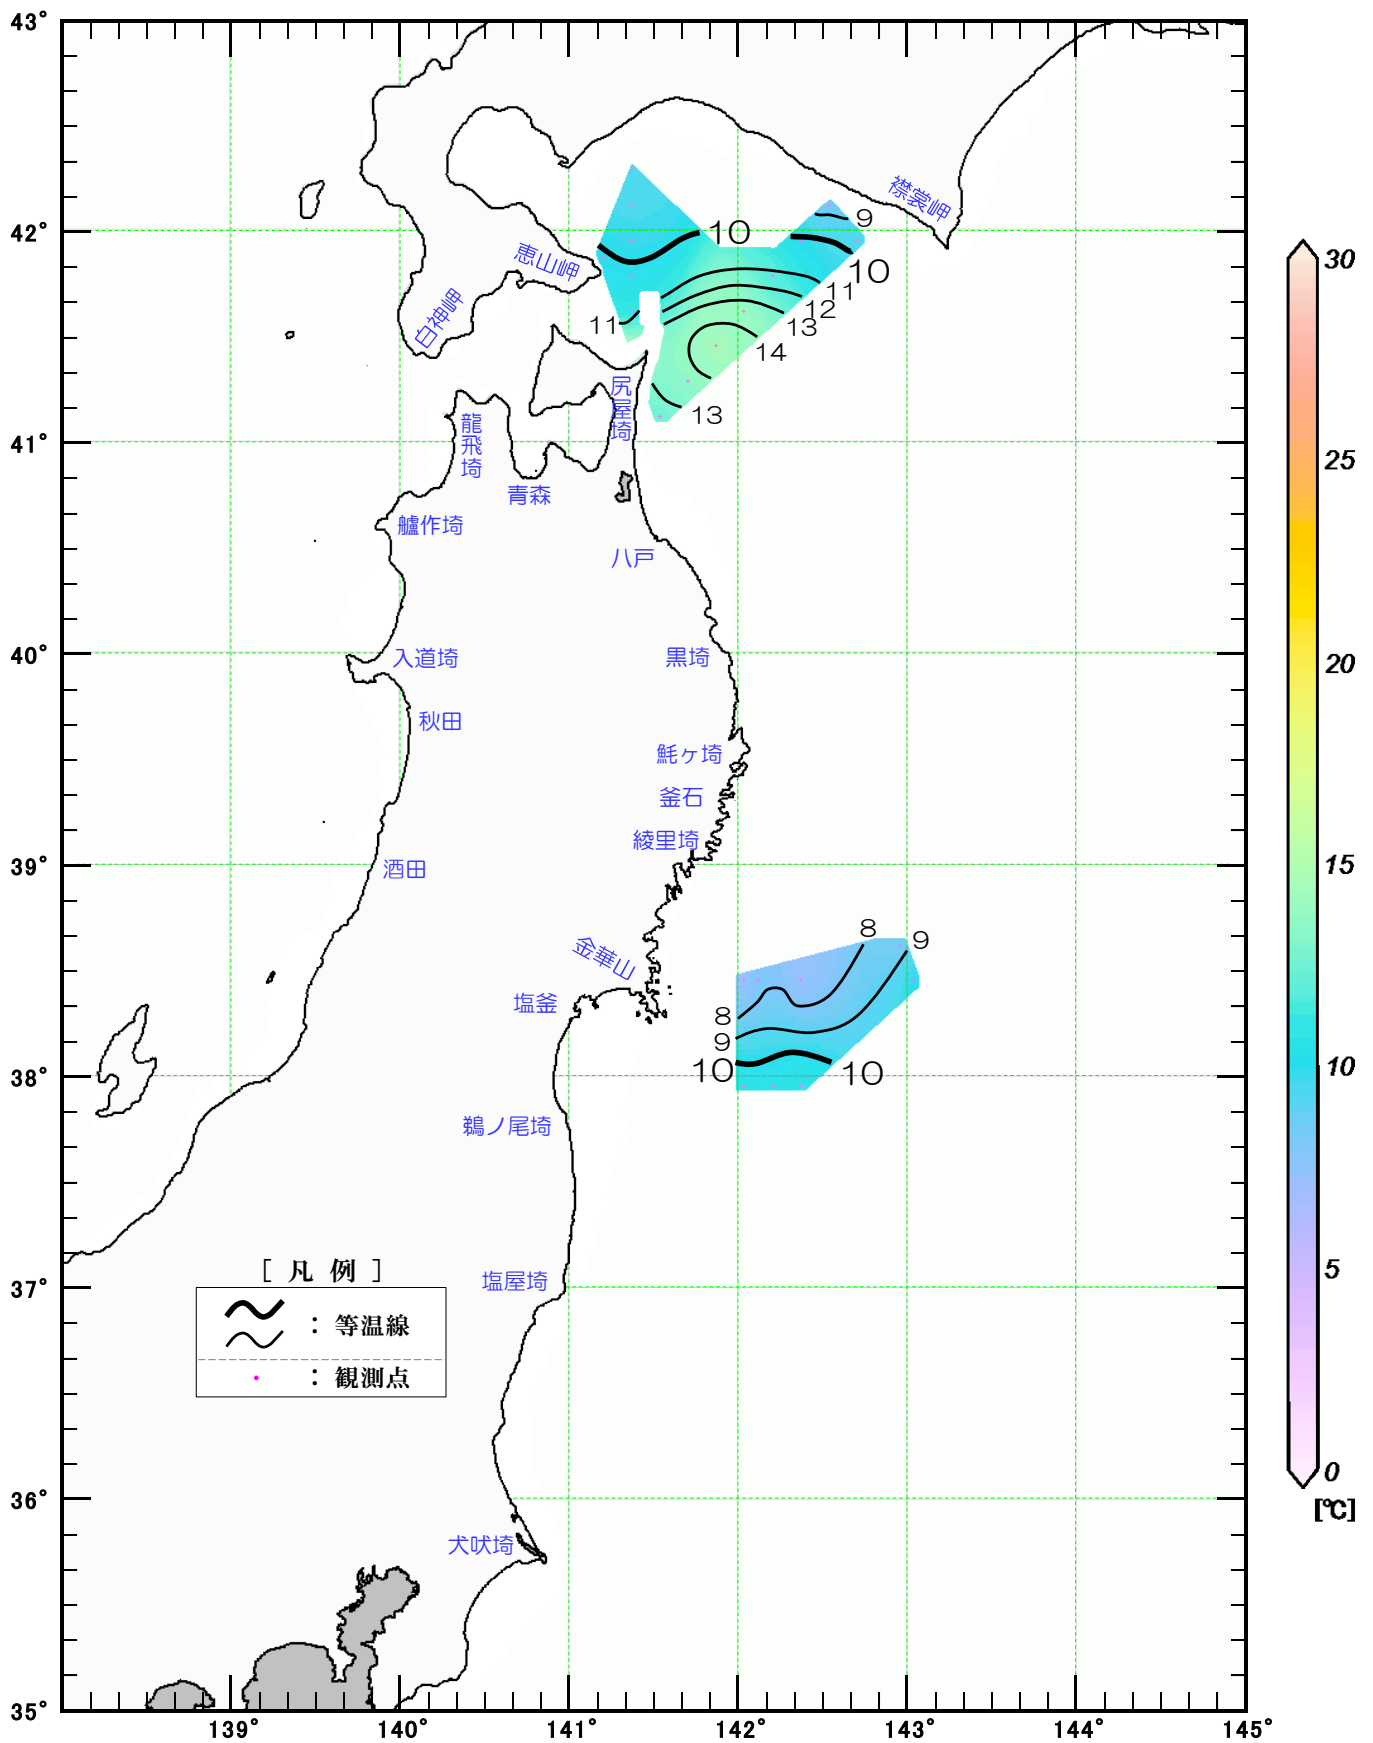 43°
襟裳岬
9
42°
10
恵山岬
10
30
11
白神岬
12
11
13
14
尻屋埼
13
龍飛埼
41°
25
青森
艫作埼
八戸
40°
入道埼
黒埼
20
秋田
魹ヶ埼
釜石
綾里埼
39°
酒田
15
8
9
金華山
塩釜
8
9
38°
10
10
10
鵜ノ尾埼
5
[ 凡 例 ]
37°
塩屋埼
: 等温線
: 観測点
0
36°
[℃]
犬吠埼
35°
139°
140°
141°
142°
143°
144°
145°